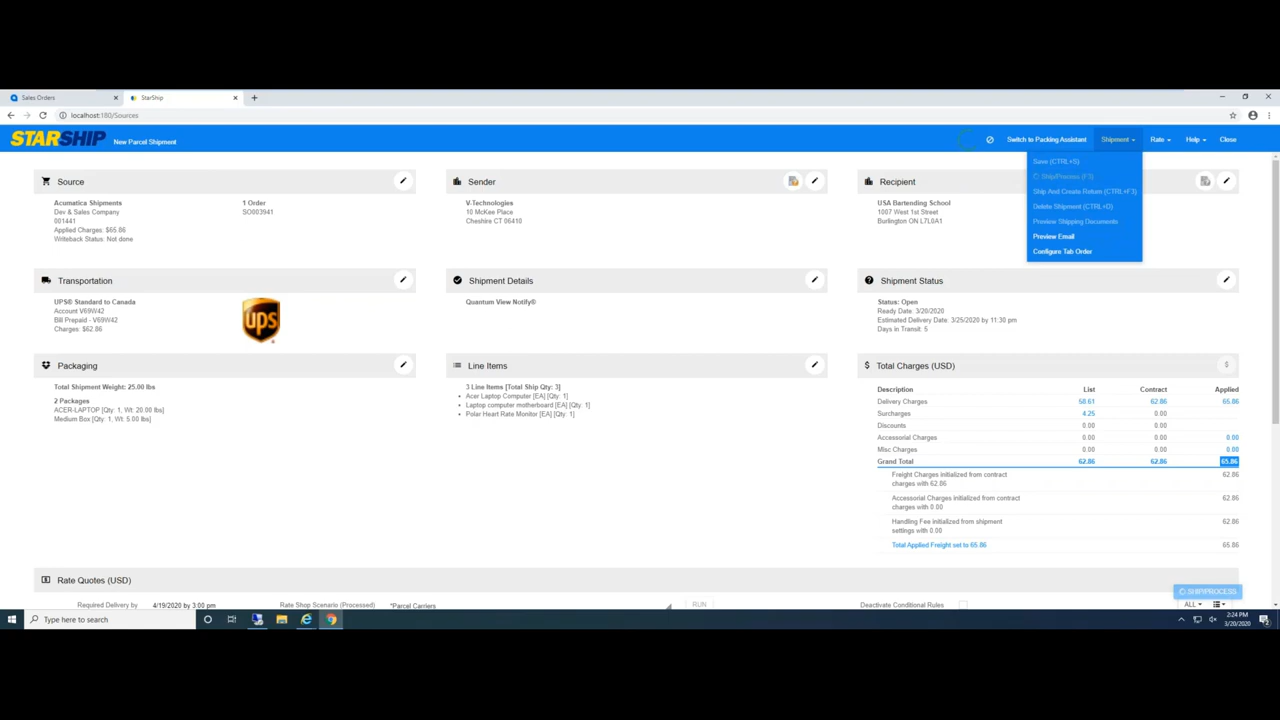 Sales Orders
StarShip
localhost:180/Sources
STARSHIP
New Parcel Shipment
Switch to Packing Assistant
Shipment
Rate
Help
Close
Save (CTRL+S)
Ship/Process (F3)
Ship And Create Return (CTRL+F3)
Delete Shipment (CTRL+D)
Preview Shipping Documents
Preview Email
Configure Tab Order
Source
Acumatica Shipments
1 Order
Dev & Sales Company
SO003941
001441
Applied Charges: $65.86
Writeback Status: Not done
Sender
V-Technologies
10 McKee Place
Cheshire CT 06410
Recipient
USA Bartending School
1007 West 1st Street
Burlington ON L7L0A1
Transportation
UPS® Standard to Canada
Account V69W42
Bill Prepaid - V69W42
Charges: $62.86
ups
Shipment Details
Quantum View Notify®
Shipment Status
Status: Open
Ready Date: 3/20/2020
Estimated Delivery Date: 3/25/2020 by 11:30 pm
Days in Transit: 5
Packaging
Total Shipment Weight: 25.00 lbs
2 Packages
ACER-LAPTOP [Qty: 1, Wt: 20.00 lbs]
Medium Box [Qty: 1, Wt: 5.00 lbs]
Line Items
3 Line Items [Total Ship Qty: 3]
Acer Laptop Computer [EA] [Qty: 1]
Laptop computer motherboard [EA] [Qty: 1]
Polar Heart Rate Monitor [EA] [Qty: 1]
$ Total Charges (USD)
$
Description List Contract Applied
Delivery Charges 58.61 62.86 65.86
Surcharges 4.25 0.00
Discounts 0.00 0.00
Accessorial Charges 0.00 0.00 0.00
Misc Charges 0.00 0.00 0.00
Grand Total 62.86 62.86 65.86
Freight Charges initialized from contract 62.86
charges with 62.86
Accessorial Charges initialized from contract 62.86
charges with 0.00
Handling Fee initialized from shipment 62.86
settings with 0.00
Total Applied Freight set to 65.86 65.86
Rate Quotes (USD)
SHIP/PROCESS
Required Delivery by 4/19/2020 by 3:00 pm
Rate Shop Scenario (Processed) *Parcel Carriers
RUN
Deactivate Conditional Rules
ALL
Type here to search
2:24 PM
3/20/2020